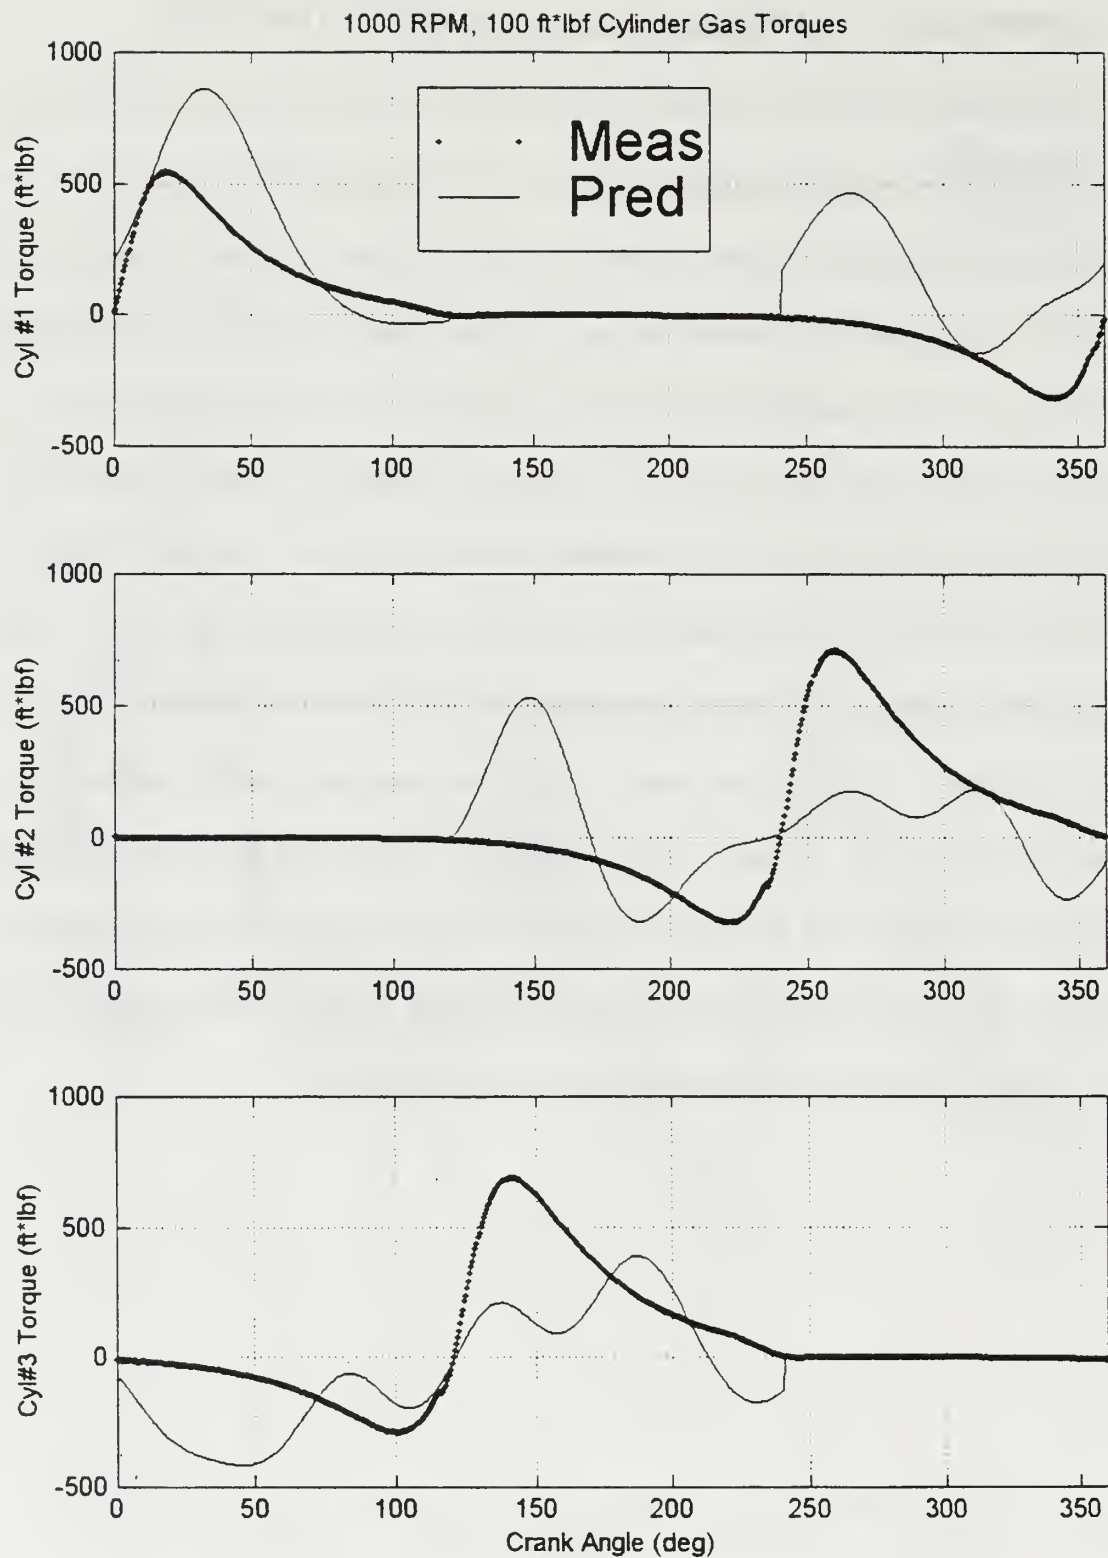 1000 RPM, 100 ft*lbf Cylinder Gas Torques
1000
500
0
-500
Cyl #1 Torque (ft*lbf)
Meas
Pred
0 50 100 150 200 250 300 350
1000
500
0
-500
Cyl #2 Torque (ft*lbf)
0 50 100 150 200 250 300 350
1000
500
0
-500
Cyl#3 Torque (ft*lbf)
0 50 100 150 200 250 300 350
Crank Angle (deg)